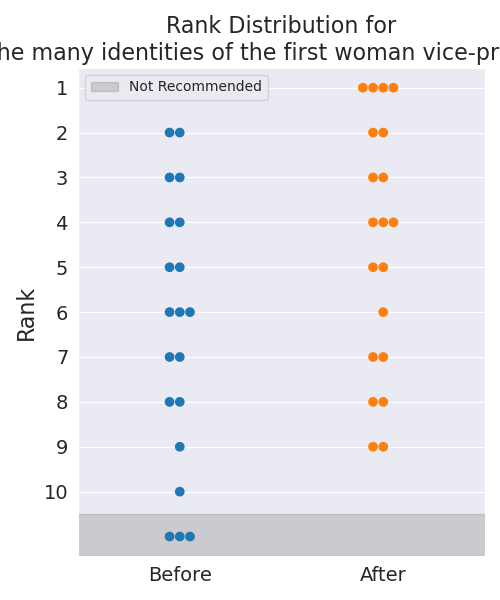 Rank Distribution for
he many identities of the first woman vice-pr
Not Recommended
1
2
3
4
5
6
7
8
9
10
Rank
Before After